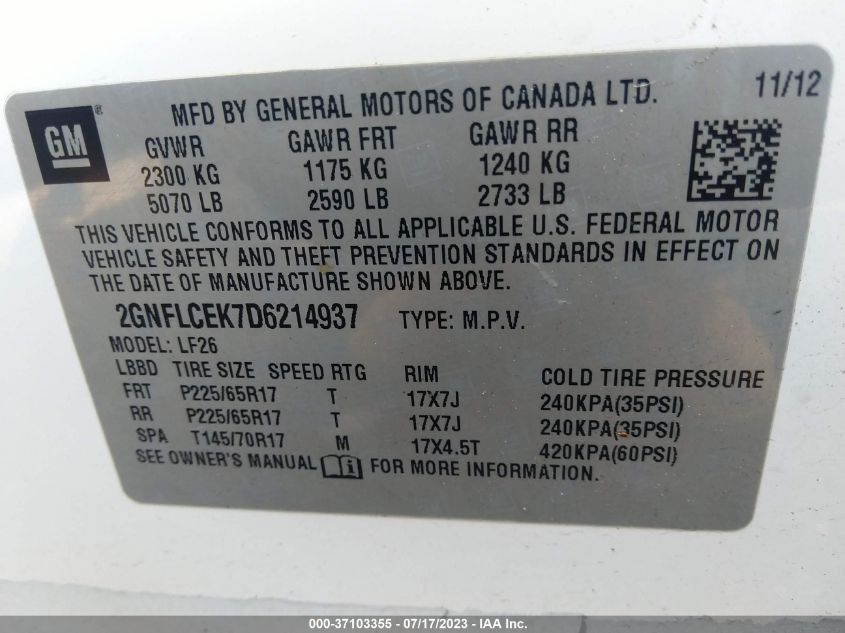 GM®
MFD BY GENERAL MOTORS OF CANADA LTD. 11/12
GVWR GAWR FRT GAWR RR
2300 KG 1175 KG 1240 KG
5070 LB 2590 LB 2733 LB
THIS VEHICLE CONFORMS TO ALL APPLICABLE U.S. FEDERAL MOTOR
VEHICLE SAFETY AND THEFT PREVENTION STANDARDS IN EFFECT ON
THE DATE OF MANUFACTURE SHOWN ABOVE.
2GNFLCEK7D6214937 TYPE: M.P.V.
MODEL: LF26
LBBD TIRE SIZE SPEED RTG RIM COLD TIRE PRESSURE
FRT P225/65R17 T 17X7J 240KPA(35PSI)
RR P225/65R17 T 17X7J 240KPA(35PSI)
SPA T145/70R17 M 17X4.5T 420KPA(60PSI)
SEE OWNER'S MANUAL FOR MORE INFORMATION.
000-37103355 - 07/17/2023 - IAA Inc.